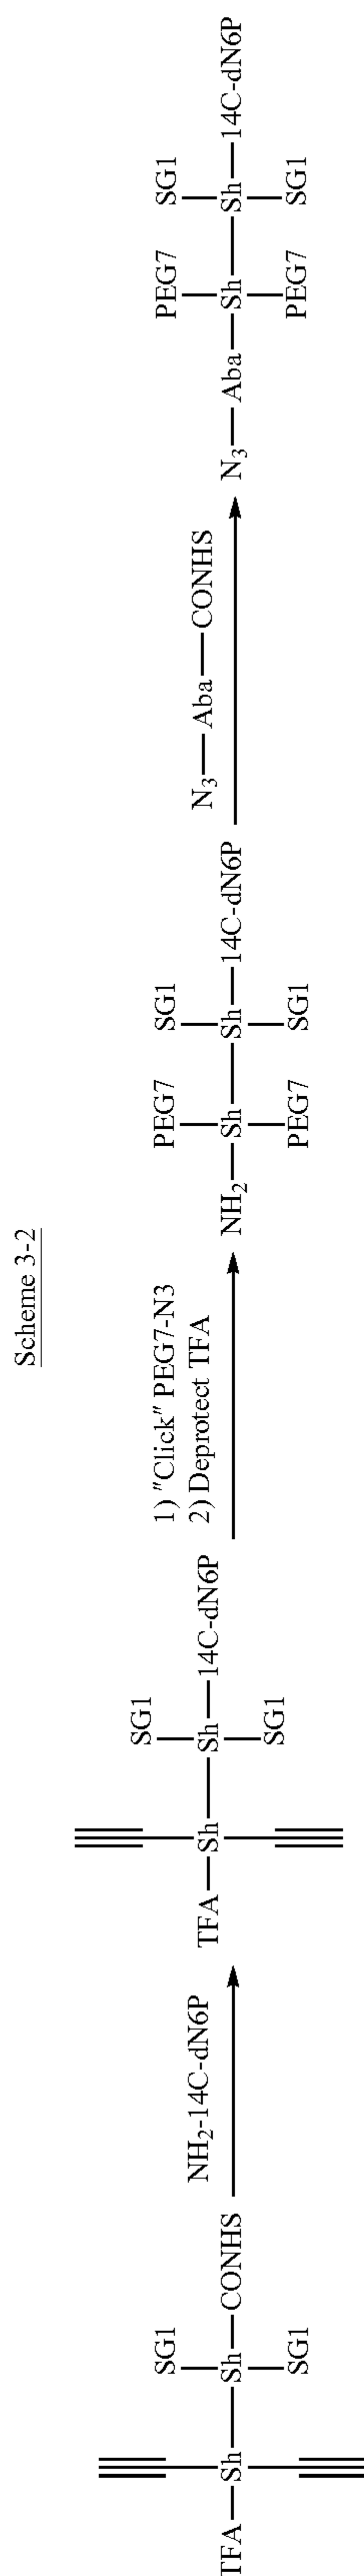 Scheme 3-2
SG1
TFA—Sh—Sh—CONHS
SG1
NH2-14C-dN6P
SG1
TFA—Sh—Sh—14C-dN6P
SG1
1) "Click" PEG7-N3
2) Deprotect TFA
PEG7 SG1
NH2—Sh—Sh—14C-dN6P
PEG7 SG1
N3—Aba—CONHS
PEG7 SG1
N3—Aba—Sh—Sh—14C-dN6P
PEG7 SG1